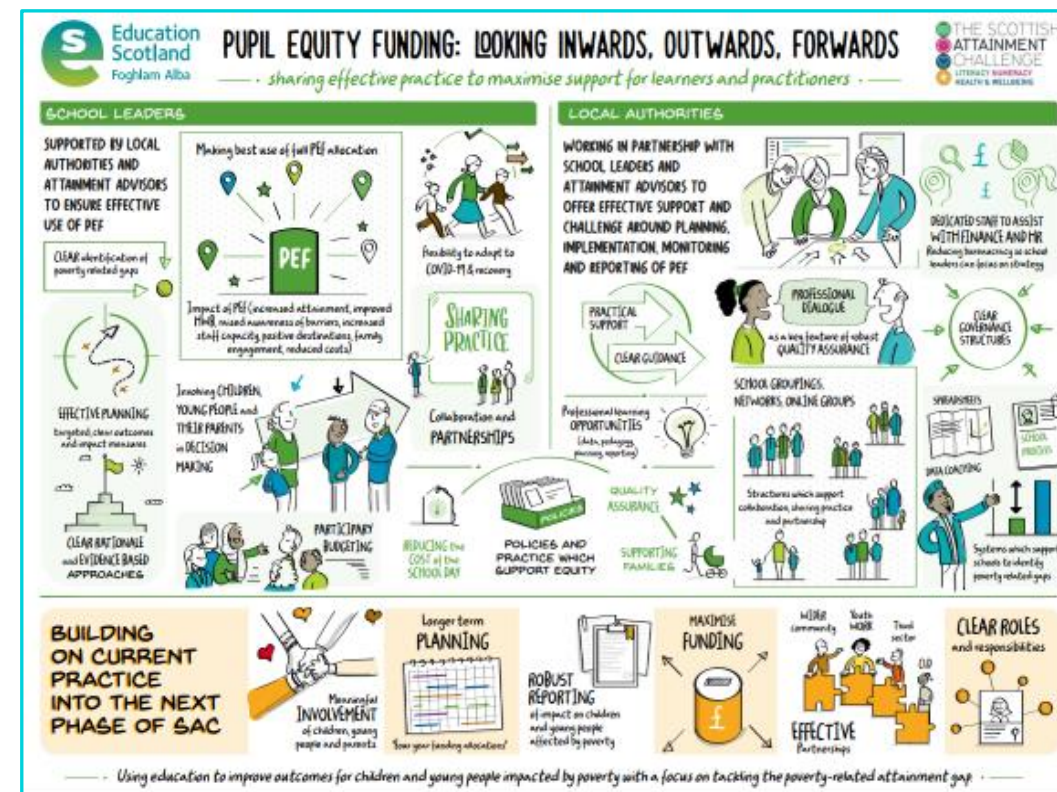 Education
Scotland
Foghlam Alba
PUPIL EQUITY FUNDING: LOOKING INWARDS, OUTWARDS, FORWARDS
sharing effective practice to maximise support for learners and practitioners
THE SCOTTISH
ATTAINMENT
CHALLENGE
LITERACY NUMERACY
HEALTH & WELLBEING
SCHOOL LEADERS
SUPPORTED BY LOCAL
AUTHORITIES AND
ATTAINMENT ADVISORS
TO ENSURE EFFECTIVE
USE OF PEF
CLEAR identification of
poverty related gaps
EFFECTIVE PLANNING
targeted, clear outcomes
and impact measures
CLEAR RATIONALE
and EVIDENCE BASED
APPROACHES
Making best use of full PEF allocation
PEF
Impact of PEF (increased attainment, improved
HWB, raised awareness of barriers, increased
staff capacity, positive destinations, family
engagement, reduced costs)
flexibility to adapt to
COVID-19 & recovery
SHARING
PRACTICE
Collaboration and
PARTNERSHIPS
Involving CHILDREN,
YOUNG PEOPLE and
THEIR PARENTS
in DECISION
MAKING
PARTICIPARY
BUDGETING
REDUCING the
COST of the
SCHOOL DAY
POLICIES
POLICIES AND
PRACTICE WHICH
SUPPORT EQUITY
QUALITY
ASSURANCE
SUPPORTING
FAMILIES
LOCAL AUTHORITIES
WORKING IN PARTNERSHIP WITH
SCHOOL LEADERS AND
ATTAINMENT ADVISORS TO
OFFER EFFECTIVE SUPPORT AND
CHALLENGE AROUND PLANNING,
IMPLEMENTATION, MONITORING
AND REPORTING OF PEF
PRACTICAL
SUPPORT
CLEAR GUIDANCE
Professional learning
OPPORTUNITIES
(data, pedagogy,
planning, reporting)
PROFESSIONAL
DIALOGUE
as a key feature of robust
QUALITY ASSURANCE
SCHOOL GROUPINGS,
NETWORKS, ONLINE GROUPS
Structures which support
collaboration, sharing practice
and partnership
£
£
DEDICATED STAFF TO ASSIST
WITH FINANCE AND HR
Reducing bureaucracy so school
leaders can focus on strategy
CLEAR
GOVERNANCE
STRUCTURES
SPREADSHEETS
SCHOOL
PROFILES
DATA COACHING
Systems which support
schools to identify
poverty related gaps
BUILDING
ON CURRENT
PRACTICE
INTO THE NEXT
PHASE OF SAC
Meaningful
INVOLVEMENT
of children, young
people and parents
Longer term
PLANNING
'four year funding allocations'
ROBUST
REPORTING
of impact on children
and young people
affected by poverty
MAXIMISE
FUNDING
£
WIDER
community
Youth
WORK
Third
sector
CLD
EFFECTIVE
Partnerships
CLEAR ROLES
and responsibilities
Using education to improve outcomes for children and young people impacted by poverty with a focus on tackling the poverty-related attainment gap